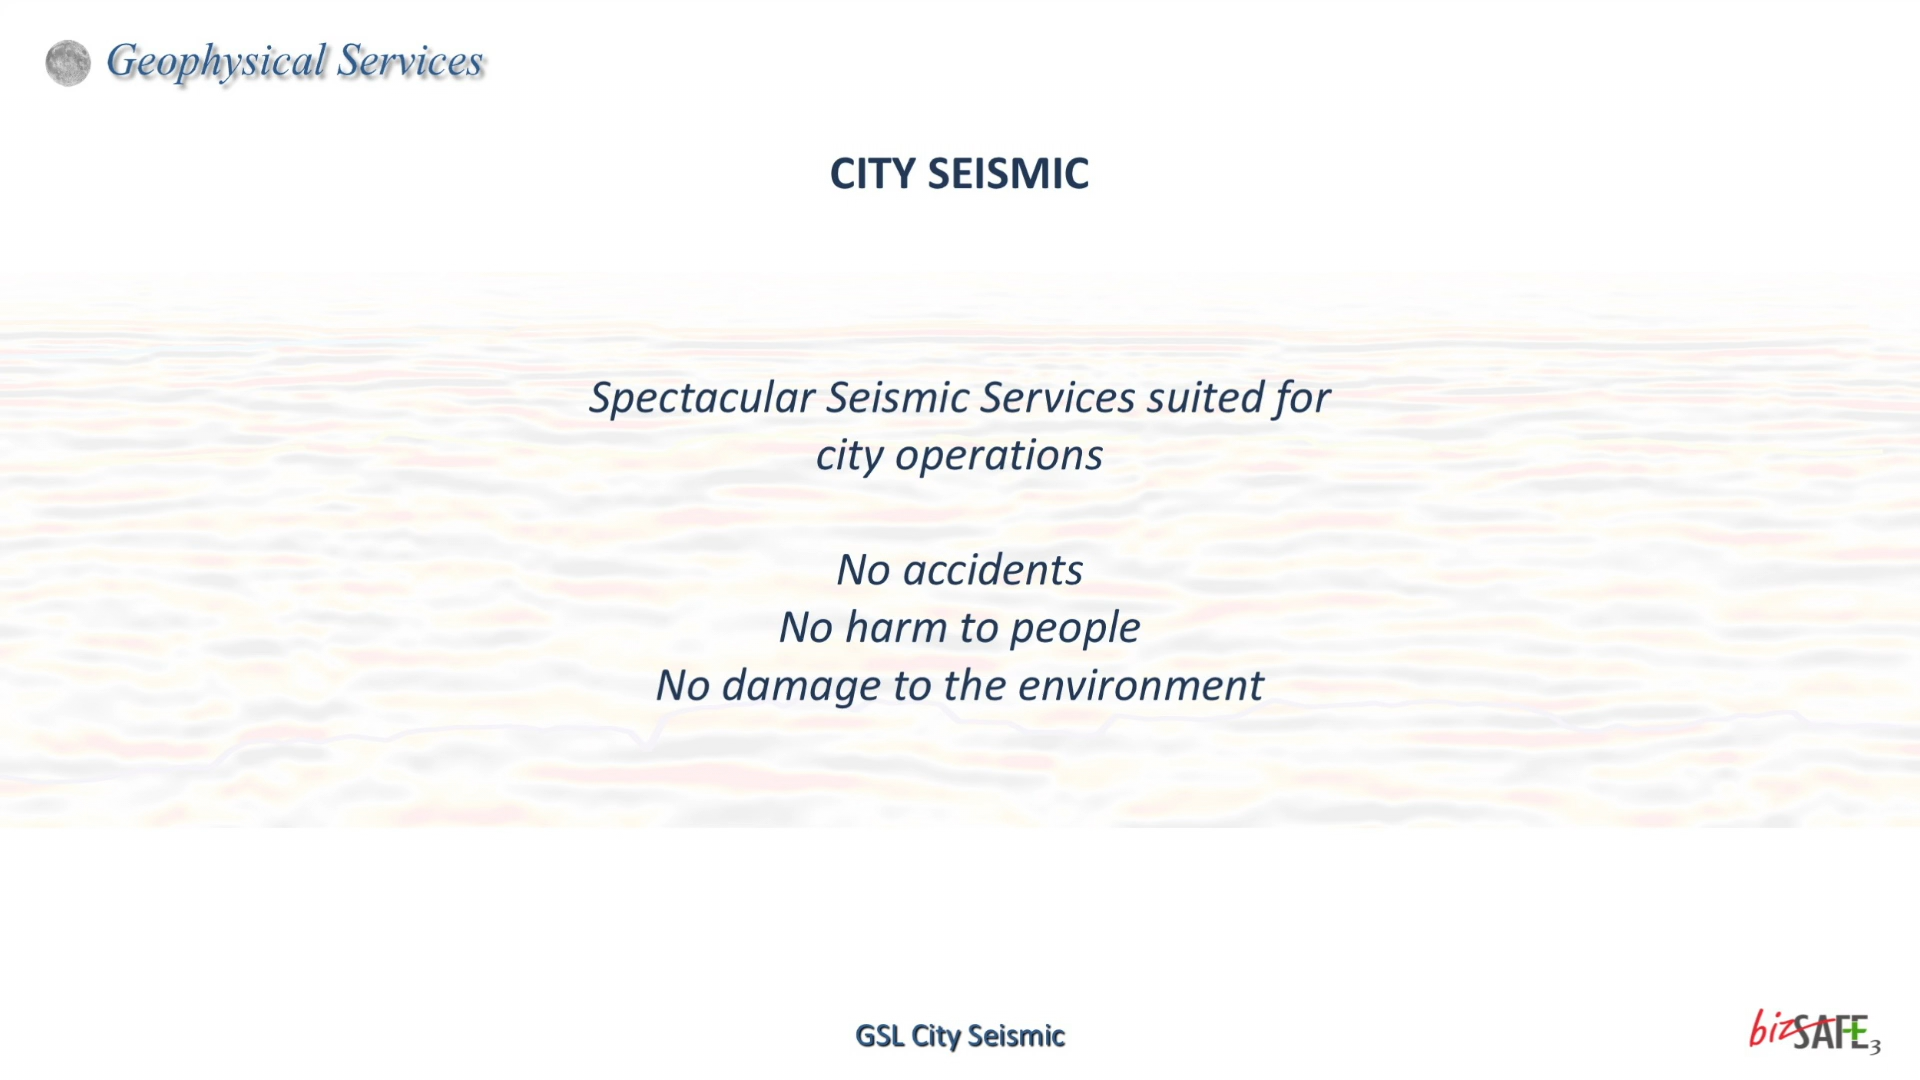 Geophysical Services
CITY SEISMIC
Spectacular Seismic Services suited for
city operations
No accidents
No harm to people
No damage to the environment
GSL City Seismic
bizSAFE3